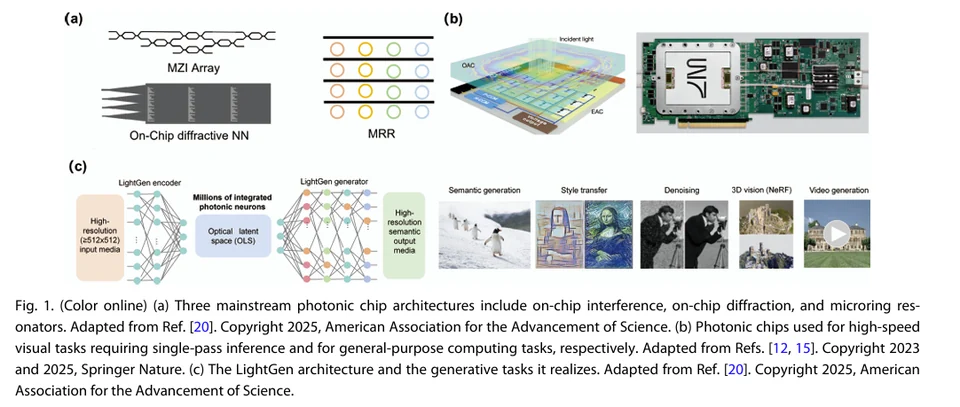 (a)
MZI Array
On-Chip diffractive NN
MRR
(b)
Incident light
OAC
EAC
(c)
LightGen encoder
High-
resolution
(≥512x512)
input media
Millions of integrated
photonic neurons
Optical latent
space (OLS)
LightGen generator
High-
resolution
semantic
output
media
Semantic generation
Style transfer
Denoising
3D vision (NeRF)
Video generation
Fig. 1. (Color online) (a) Three mainstream photonic chip architectures include on-chip interference, on-chip diffraction, and microring res-
onators. Adapted from Ref. [20]. Copyright 2025, American Association for the Advancement of Science. (b) Photonic chips used for high-speed
visual tasks requiring single-pass inference and for general-purpose computing tasks, respectively. Adapted from Refs. [12, 15]. Copyright 2023
and 2025, Springer Nature. (c) The LightGen architecture and the generative tasks it realizes. Adapted from Ref. [20]. Copyright 2025, American
Association for the Advancement of Science.